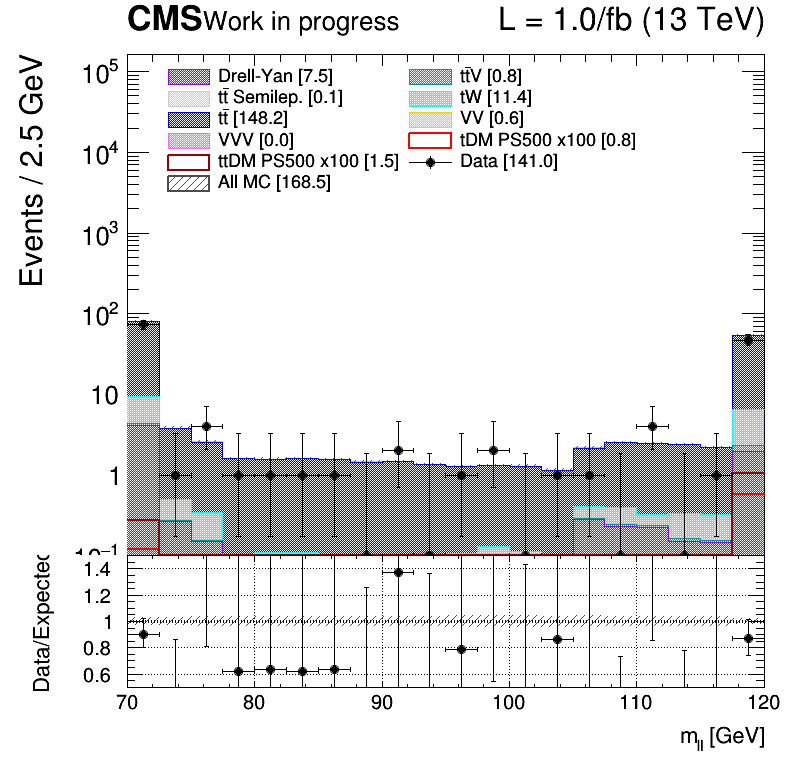 CMS Work in progress L = 1.0/fb (13 TeV)
Events / 2.5 GeV
10^5
10^4
10^3
10^2
10
1
10^-1
Drell-Yan [7.5]
tt̄V [0.8]
tt̄ Semilep. [0.1]
tW [11.4]
tt̄ [148.2]
VV [0.6]
VVV [0.0]
tDM PS500 x100 [0.8]
ttDM PS500 x100 [1.5]
Data [141.0]
All MC [168.5]
Data/Expected
1.4
1.2
1
0.8
0.6
70 80 90 100 110 120
m_ll [GeV]